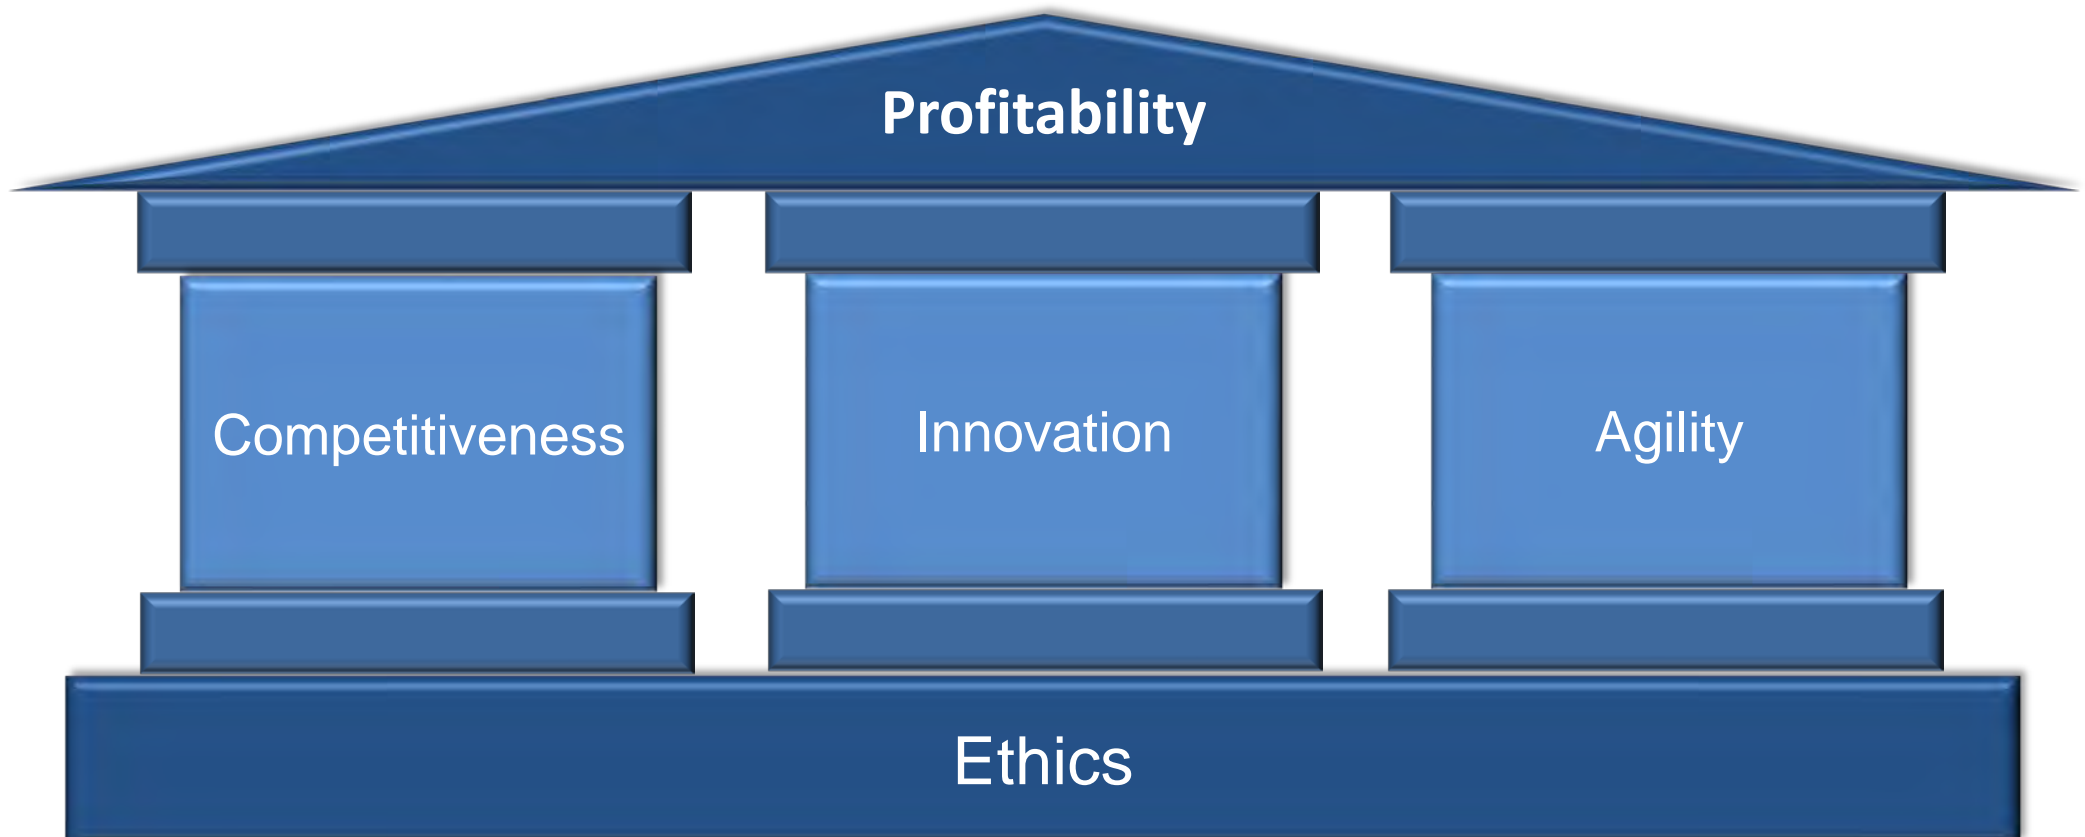 Profitability
Competitiveness
Innovation
Agility
Ethics